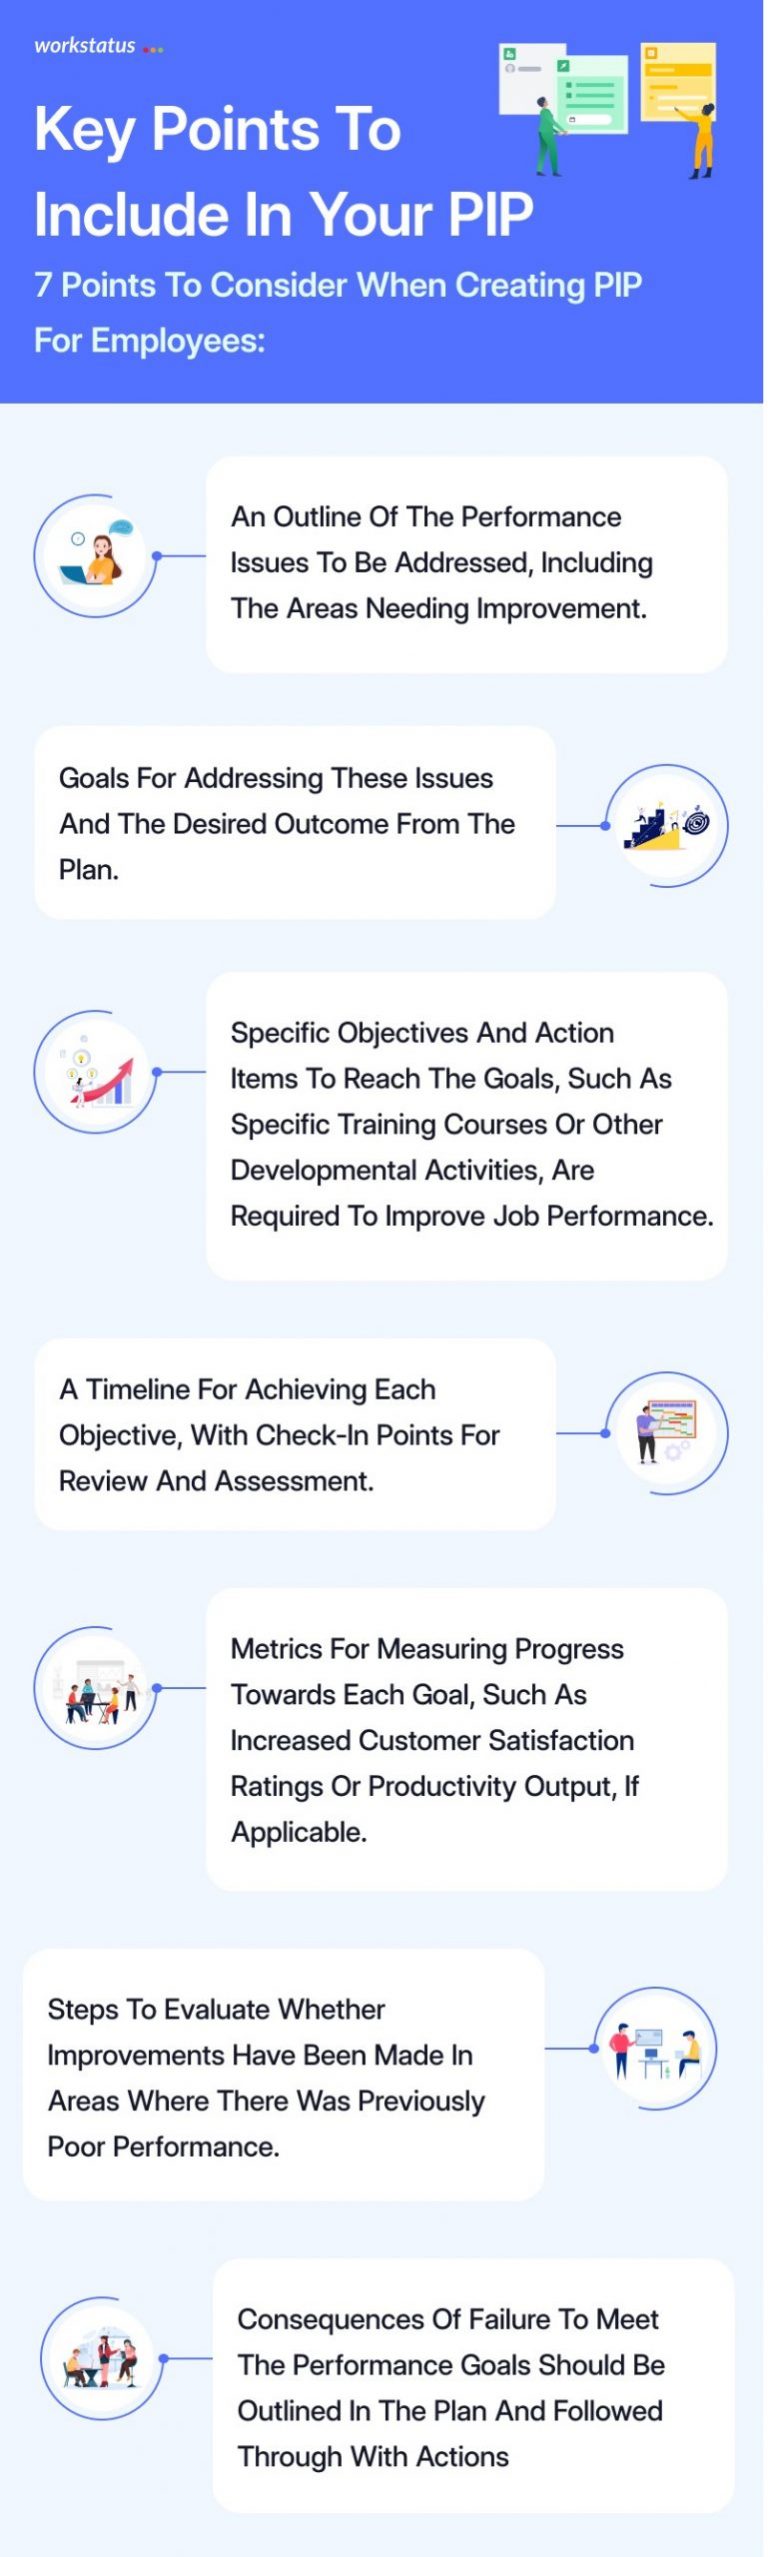 workstatus
Key Points To
Include In Your PIP
7 Points To Consider When Creating PIP
For Employees:
An Outline Of The Performance
Issues To Be Addressed, Including
The Areas Needing Improvement.
Goals For Addressing These Issues
And The Desired Outcome From The
Plan.
Specific Objectives And Action
Items To Reach The Goals, Such As
Specific Training Courses Or Other
Developmental Activities, Are
Required To Improve Job Performance.
A Timeline For Achieving Each
Objective, With Check-In Points For
Review And Assessment.
Metrics For Measuring Progress
Towards Each Goal, Such As
Increased Customer Satisfaction
Ratings Or Productivity Output, If
Applicable.
Steps To Evaluate Whether
Improvements Have Been Made In
Areas Where There Was Previously
Poor Performance.
Consequences Of Failure To Meet
The Performance Goals Should Be
Outlined In The Plan And Followed
Through With Actions